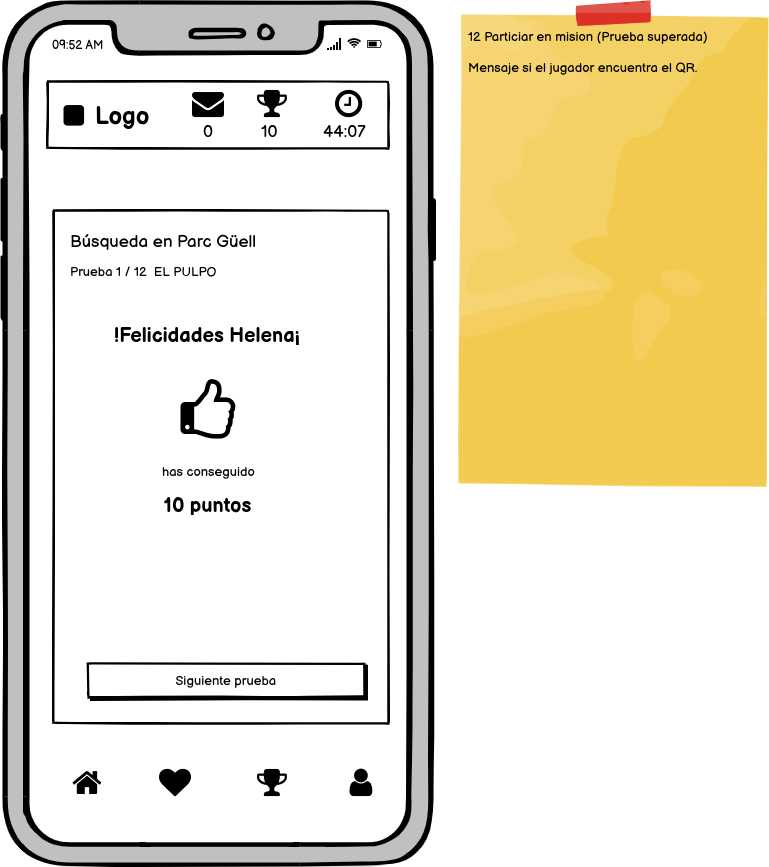 09:52 AM
Logo
0
10
44:07
Búsqueda en Parc Güell
Prueba 1 / 12 EL PULPO
!Felicidades Helena¡
has conseguido
10 puntos
Siguiente prueba
12 Particiar en mision (Prueba superada)
Mensaje si el jugador encuentra el QR.